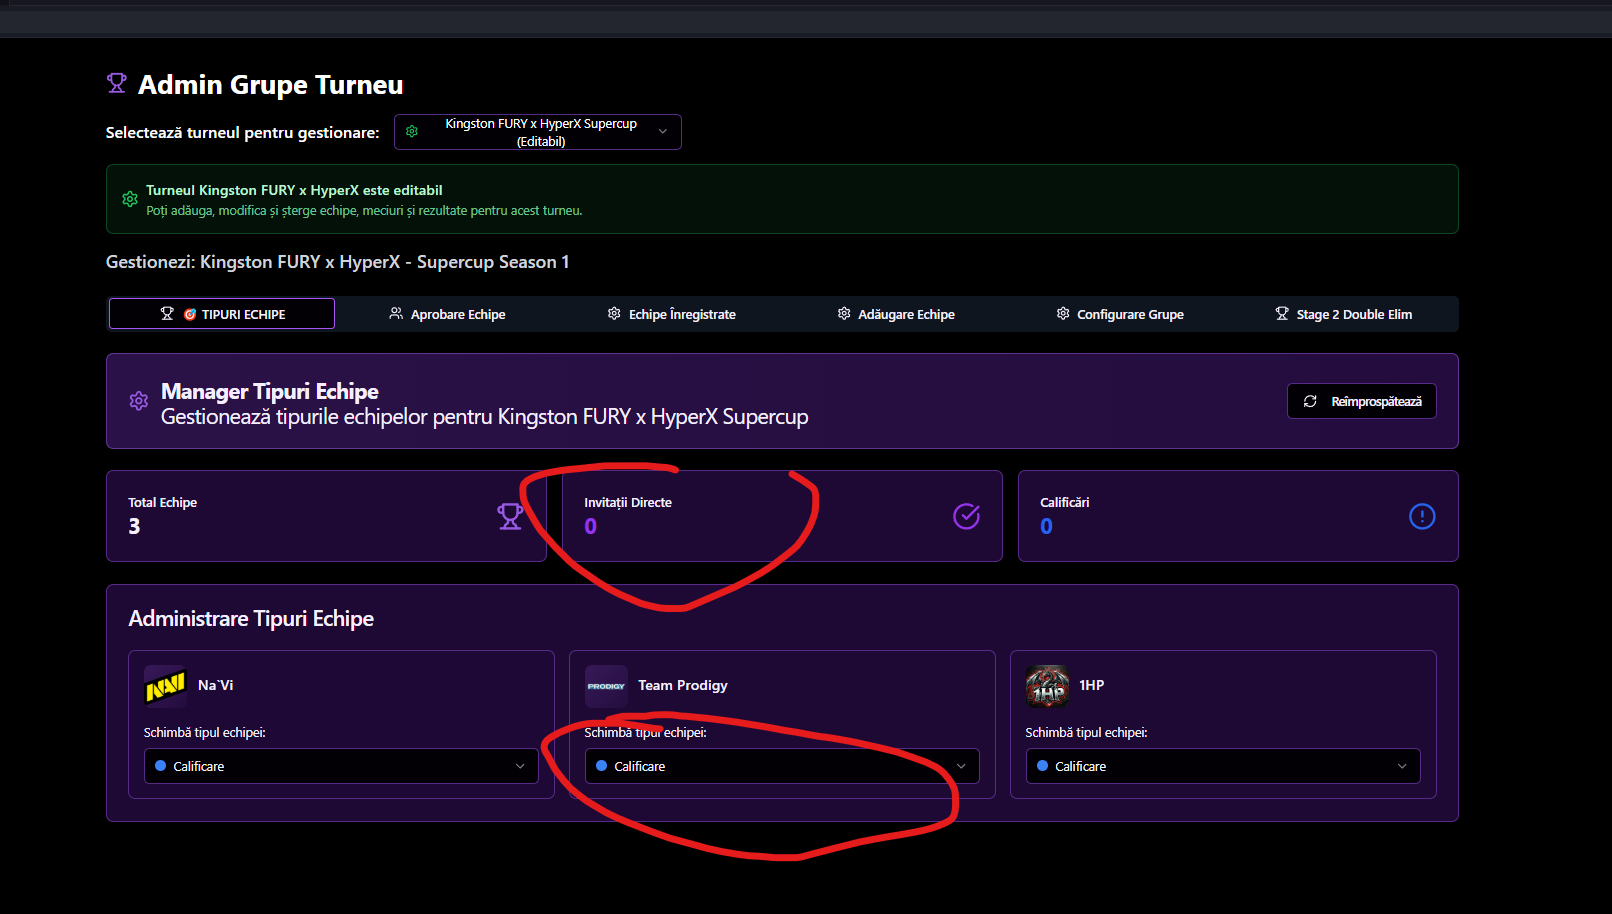 Admin Grupe Turneu
Selectează turneul pentru gestionare:
Kingston FURY x HyperX Supercup
(Editabil)
Turneul Kingston FURY x HyperX este editabil
Poți adăuga, modifica și șterge echipe, meciuri și rezultate pentru acest turneu.
Gestionezi: Kingston FURY x HyperX - Supercup Season 1
🎯 TIPURI ECHIPE
Aprobare Echipe
Echipe Înregistrate
Adăugare Echipe
Configurare Grupe
Stage 2 Double Elim
Manager Tipuri Echipe
Gestionează tipurile echipelor pentru Kingston FURY x HyperX Supercup
Reîmprospătează
Total Echipe
3
Invitații Directe
0
Calificări
0
Administrare Tipuri Echipe
NAVI
Na`Vi
Schimbă tipul echipei:
Calificare
PRODIGY
Team Prodigy
Schimbă tipul echipei:
Calificare
1HP
1HP
Schimbă tipul echipei:
Calificare